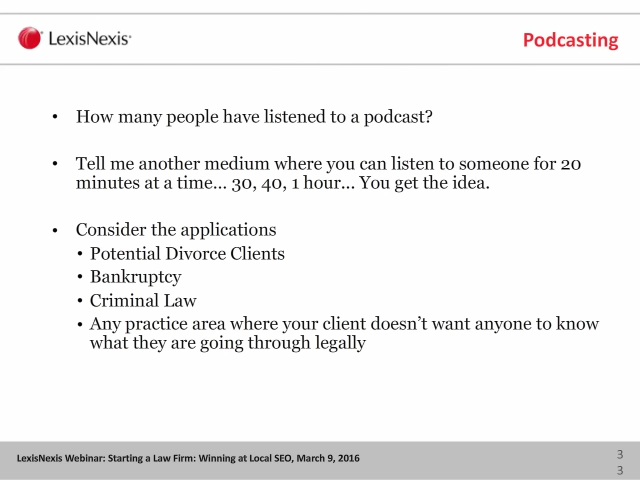 LexisNexis®
Podcasting
• How many people have listened to a podcast?
• Tell me another medium where you can listen to someone for 20
minutes at a time... 30, 40, 1 hour... You get the idea.
• Consider the applications
• Potential Divorce Clients
• Bankruptcy
• Criminal Law
• Any practice area where your client doesn’t want anyone to know
what they are going through legally
LexisNexis Webinar: Starting a Law Firm: Winning at Local SEO, March 9, 2016
3
3